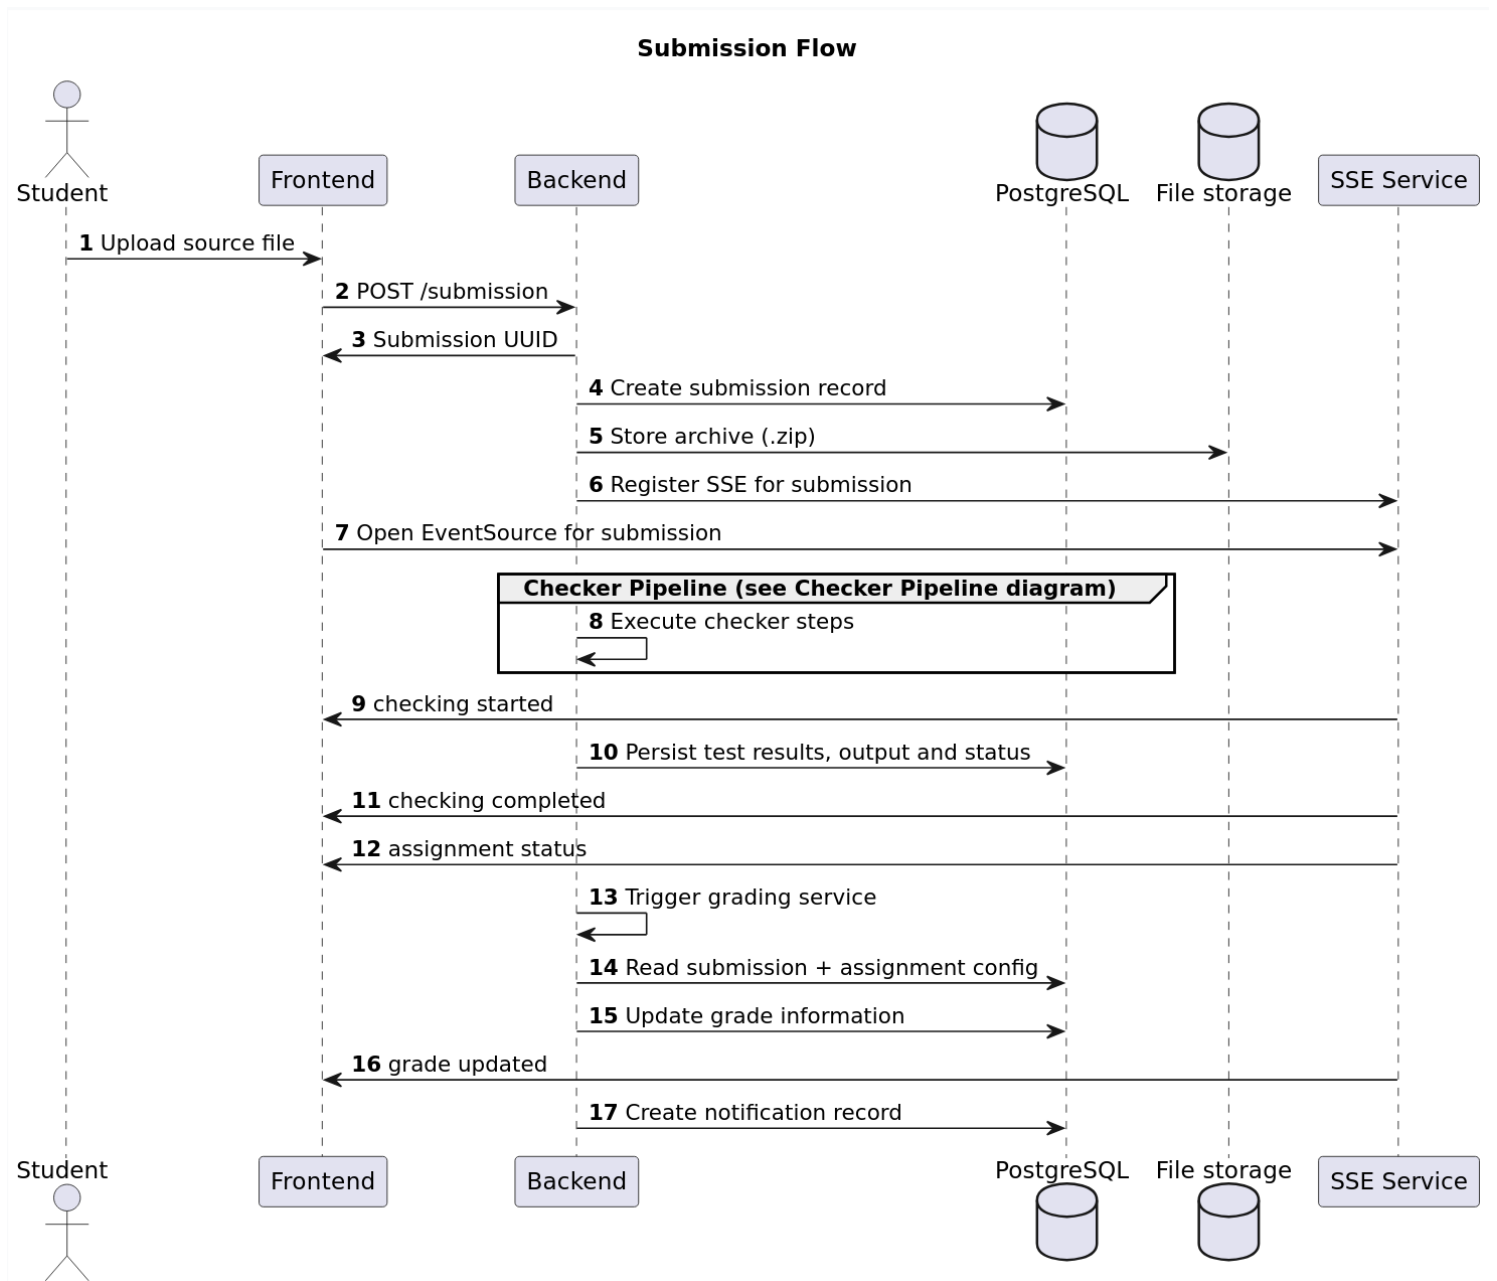 Submission Flow
Student
Frontend
Backend
PostgreSQL
File storage
SSE Service
1 Upload source file
2 POST /submission
3 Submission UUID
4 Create submission record
5 Store archive (.zip)
6 Register SSE for submission
7 Open EventSource for submission
Checker Pipeline (see Checker Pipeline diagram)
8 Execute checker steps
9 checking started
10 Persist test results, output and status
11 checking completed
12 assignment status
13 Trigger grading service
14 Read submission + assignment config
15 Update grade information
16 grade updated
17 Create notification record
Student
Frontend
Backend
PostgreSQL
File storage
SSE Service